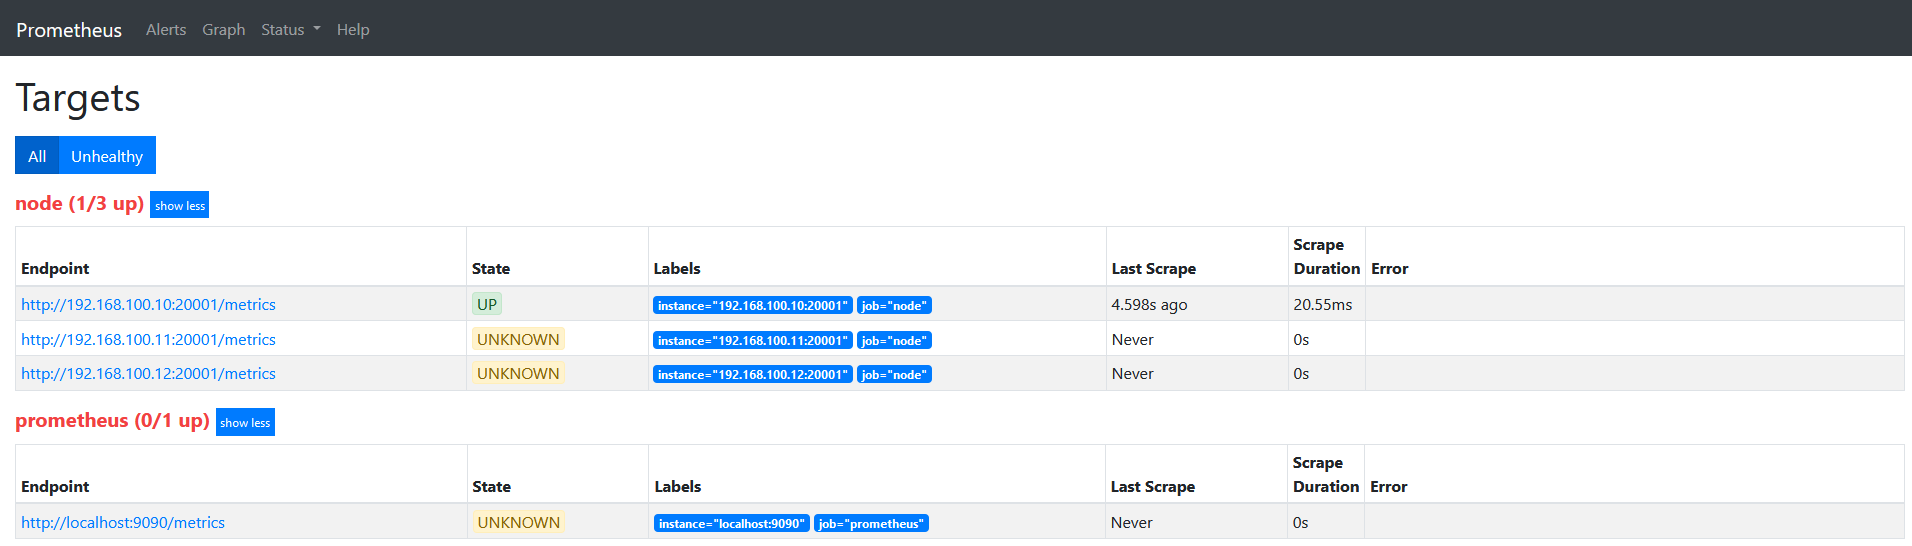 Prometheus Alerts Graph Status Help
Targets
All Unhealthy
node (1/3 up) show less
Endpoint State Labels Last Scrape Scrape Duration Error
http://192.168.100.10:20001/metrics UP instance="192.168.100.10:20001" job="node" 4.598s ago 20.55ms
http://192.168.100.11:20001/metrics UNKNOWN instance="192.168.100.11:20001" job="node" Never 0s
http://192.168.100.12:20001/metrics UNKNOWN instance="192.168.100.12:20001" job="node" Never 0s
prometheus (0/1 up) show less
Endpoint State Labels Last Scrape Scrape Duration Error
http://localhost:9090/metrics UNKNOWN instance="localhost:9090" job="prometheus" Never 0s